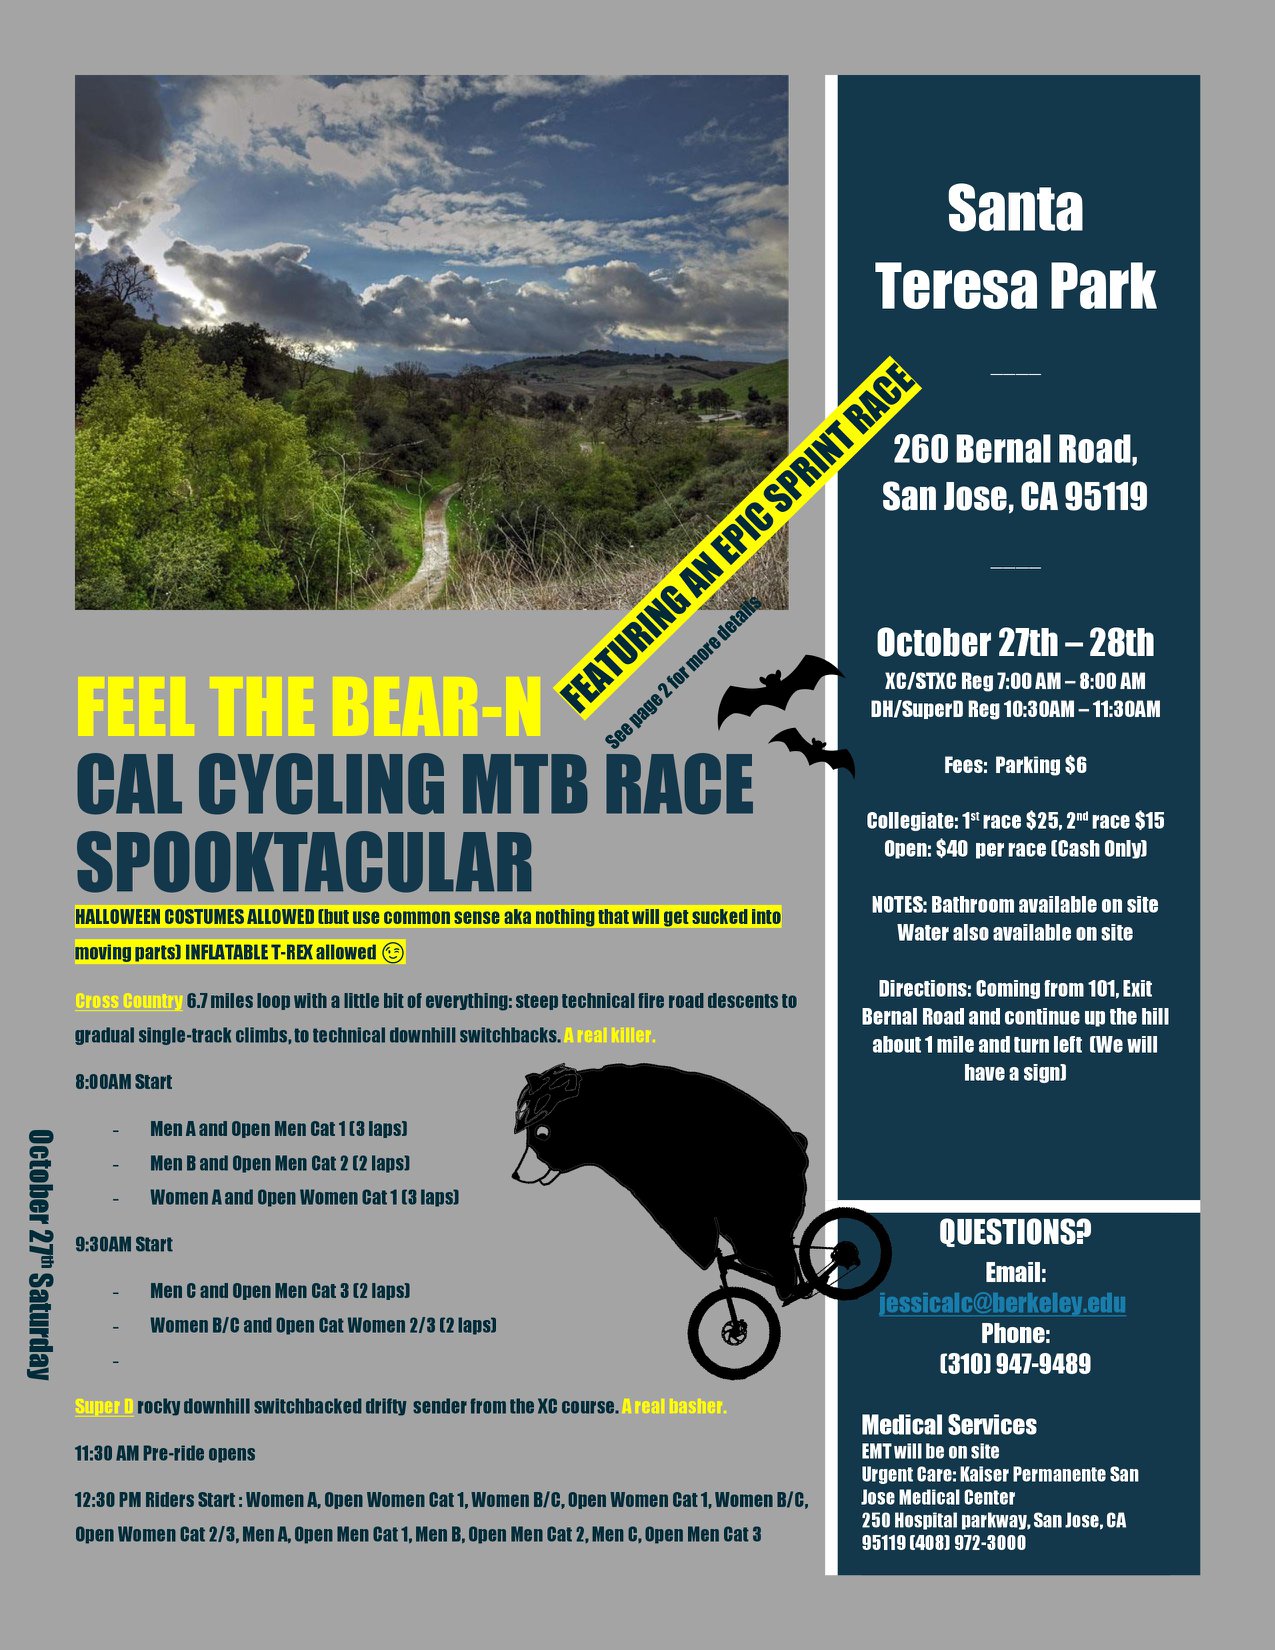 Santa
Teresa Park
____
260 Bernal Road,
San Jose, CA 95119
____
October 27th – 28th
XC/STXC Reg 7:00 AM – 8:00 AM
DH/SuperD Reg 10:30AM – 11:30AM
Fees:  Parking $6
Collegiate: 1st race $25, 2nd race $15
Open: $40  per race (Cash Only)
NOTES: Bathroom available on site
Water also available on site
Directions: Coming from 101, Exit
Bernal Road and continue up the hill
about 1 mile and turn left  (We will
have a sign)
FEATURING AN EPIC SPRINT RACE
See page 2 for more details
FEEL THE BEAR-N
CAL CYCLING MTB RACE
SPOOKTACULAR
HALLOWEEN COSTUMES ALLOWED (but use common sense aka nothing that will get sucked into
moving parts) INFLATABLE T-REX allowed 😉
Cross Country 6.7 miles loop with a little bit of everything: steep technical fire road descents to
gradual single-track climbs, to technical downhill switchbacks. A real killer.
8:00AM Start
- Men A and Open Men Cat 1 (3 laps)
- Men B and Open Men Cat 2 (2 laps)
- Women A and Open Women Cat 1 (3 laps)
9:30AM Start
- Men C and Open Men Cat 3 (2 laps)
- Women B/C and Open Cat Women 2/3 (2 laps)
-
Super D rocky downhill switchbacked drifty  sender from the XC course. A real basher.
11:30 AM Pre-ride opens
12:30 PM Riders Start : Women A, Open Women Cat 1, Women B/C, Open Women Cat 1, Women B/C,
Open Women Cat 2/3, Men A, Open Men Cat 1, Men B, Open Men Cat 2, Men C, Open Men Cat 3
October 27th Saturday
QUESTIONS?
Email:
jessicalc@berkeley.edu
Phone:
(310) 947-9489
Medical Services
EMT will be on site
Urgent Care: Kaiser Permanente San
Jose Medical Center
250 Hospital parkway, San Jose, CA
95119 (408) 972-3000